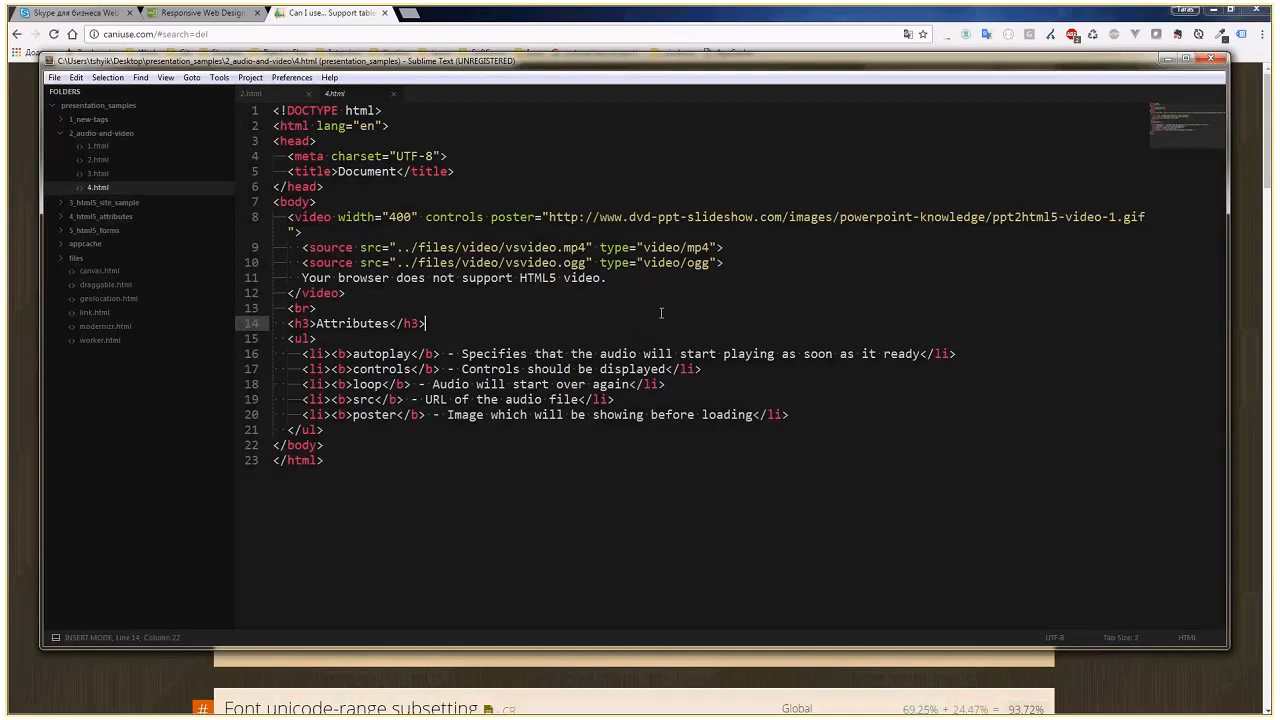 Skype для бизнеса Web-
Responsive Web Design
Can I use... Support table
Taras
caniuse.com/#search=del
C:\Users\tshyik\Desktop\presentation_samples\2_audio-and-video\4.html (presentation_samples) - Sublime Text (UNREGISTERED)
File Edit Selection Find View Goto Tools Project Preferences Help
FOLDERS
presentation_samples
1_new-tags
2_audio-and-video
1.html
2.html
3.html
4.html
3_html5_site_sample
4_html5_attributes
5_html5_forms
appcache
files
canvas.html
draggable.html
geolocation.html
link.html
modernizr.html
worker.html
2.html 4.html
1 <!DOCTYPE html>
2 <html lang="en">
3 <head>
4 <meta charset="UTF-8">
5 <title>Document</title>
6 </head>
7 <body>
8 <video width="400" controls poster="http://www.dvd-ppt-slideshow.com/images/powerpoint-knowledge/ppt2html5-video-1.gif
">
9 <source src="../files/video/vsvideo.mp4" type="video/mp4">
10 <source src="../files/video/vsvideo.ogg" type="video/ogg">
11 Your browser does not support HTML5 video.
12 </video>
13 <br>
14 <h3>Attributes</h3>
15 <ul>
16 <li><b>autoplay</b> - Specifies that the audio will start playing as soon as it ready</li>
17 <li><b>controls</b> - Controls should be displayed</li>
18 <li><b>loop</b> - Audio will start over again</li>
19 <li><b>src</b> - URL of the audio file</li>
20 <li><b>poster</b> - Image which will be showing before loading</li>
21 </ul>
22 </body>
23 </html>
INSERT MODE, Line 14, Column 22
UTF-8 Tab Size: 2 HTML
# Font unicode-range subsetting - CR
Global 69.25% + 24.47% = 93.72%